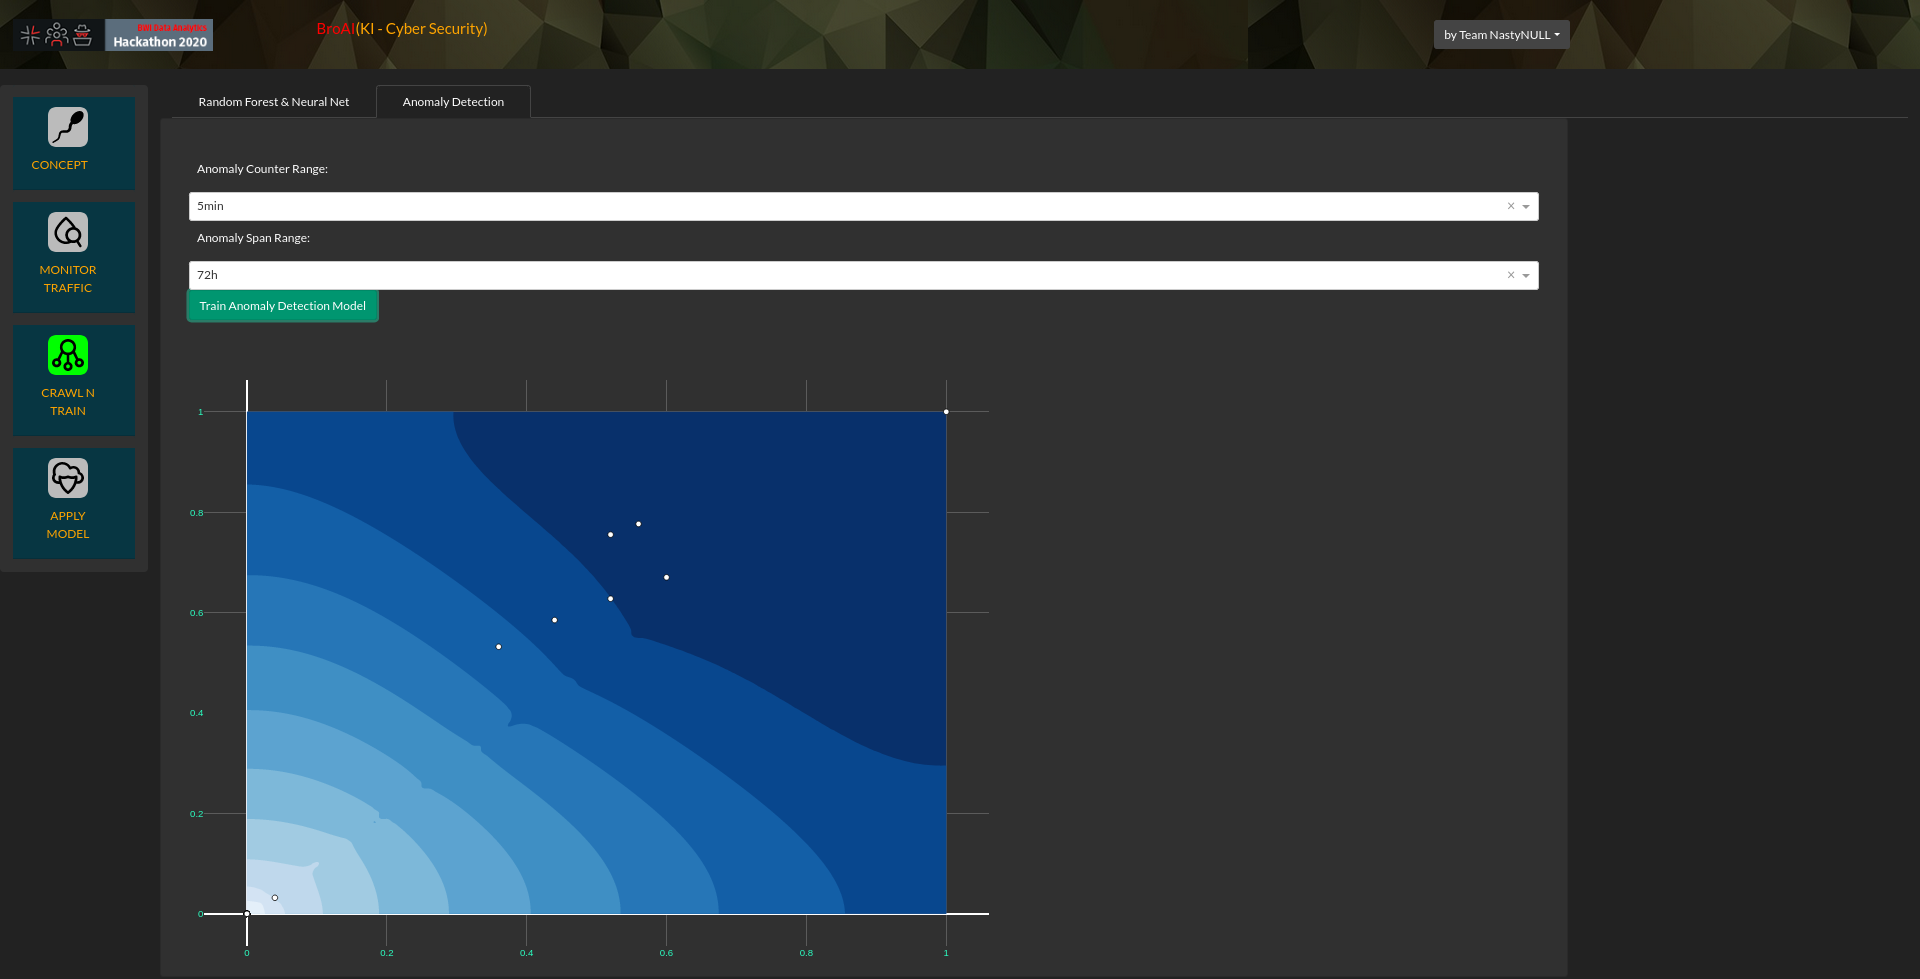 BWI Data Analytics
Hackathon 2020
BroAI(KI - Cyber Security)
by Team NastyNULL
CONCEPT
MONITOR
TRAFFIC
CRAWL N
TRAIN
APPLY
MODEL
Random Forest & Neural Net
Anomaly Detection
Anomaly Counter Range:
5min
×
Anomaly Span Range:
72h
×
Train Anomaly Detection Model
1
0.8
0.6
0.4
0.2
0
0
0.2
0.4
0.6
0.8
1